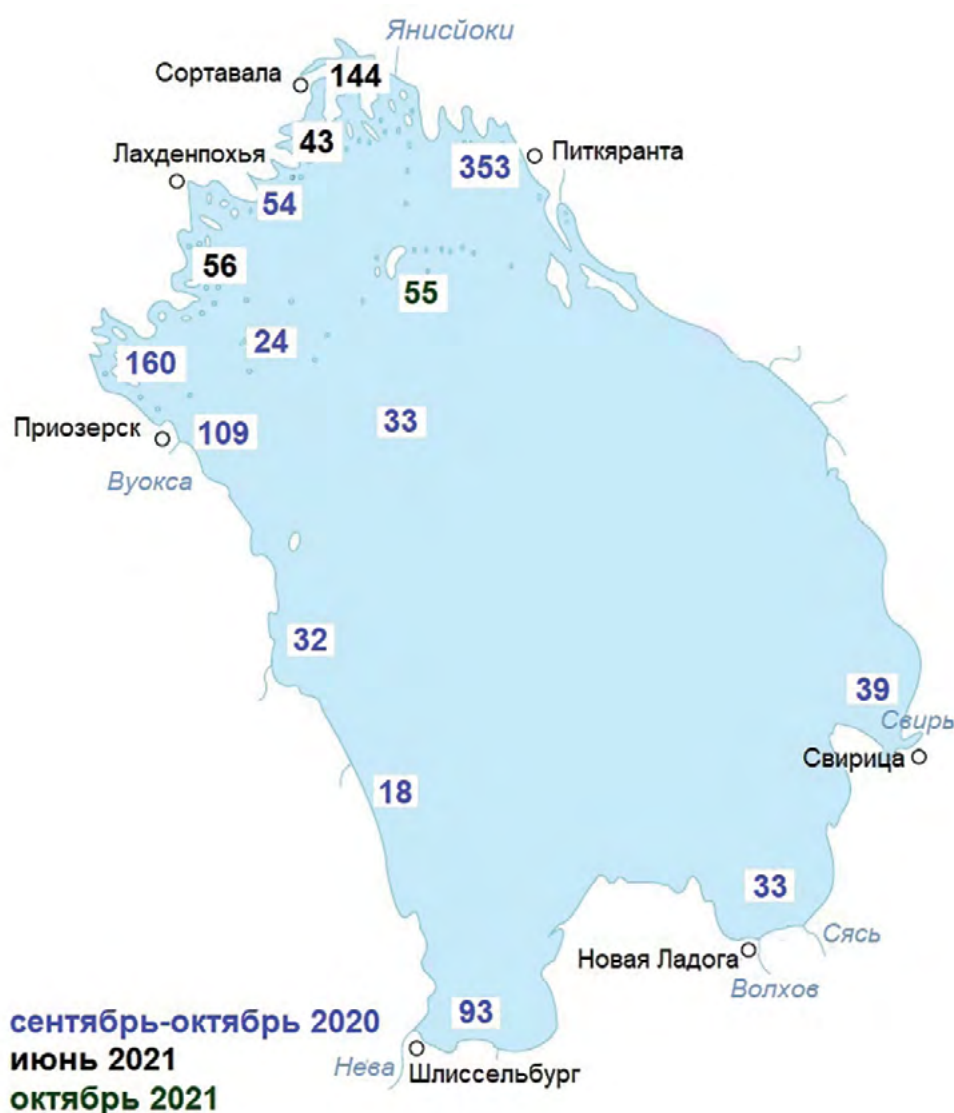 Янисйоки
Сортавала
144
43
Лахденпохья
353
Питкяранта
54
56
55
24
160
33
Приозерск
109
Вуокса
32
39
Свирь
Свирица
18
33
Сясь
Новая Ладога
Волхов
93
сентябрь-октябрь 2020
июнь 2021
Нева
Шлиссельбург
октябрь 2021